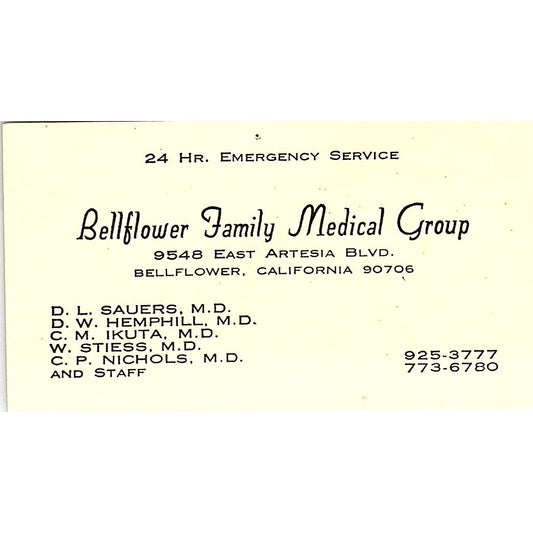 24 HR. EMERGENCY SERVICE
Bellflower Family Medical Group
9548 EAST ARTESIA BLVD.
BELLFLOWER, CALIFORNIA 90706
D. L. SAUERS, M.D.
D. W. HEMPHILL, M.D.
C. M. IKUTA, M.D.
W. STIESS, M.D.
C. P. NICHOLS, M.D.
AND STAFF
925-3777
773-6780